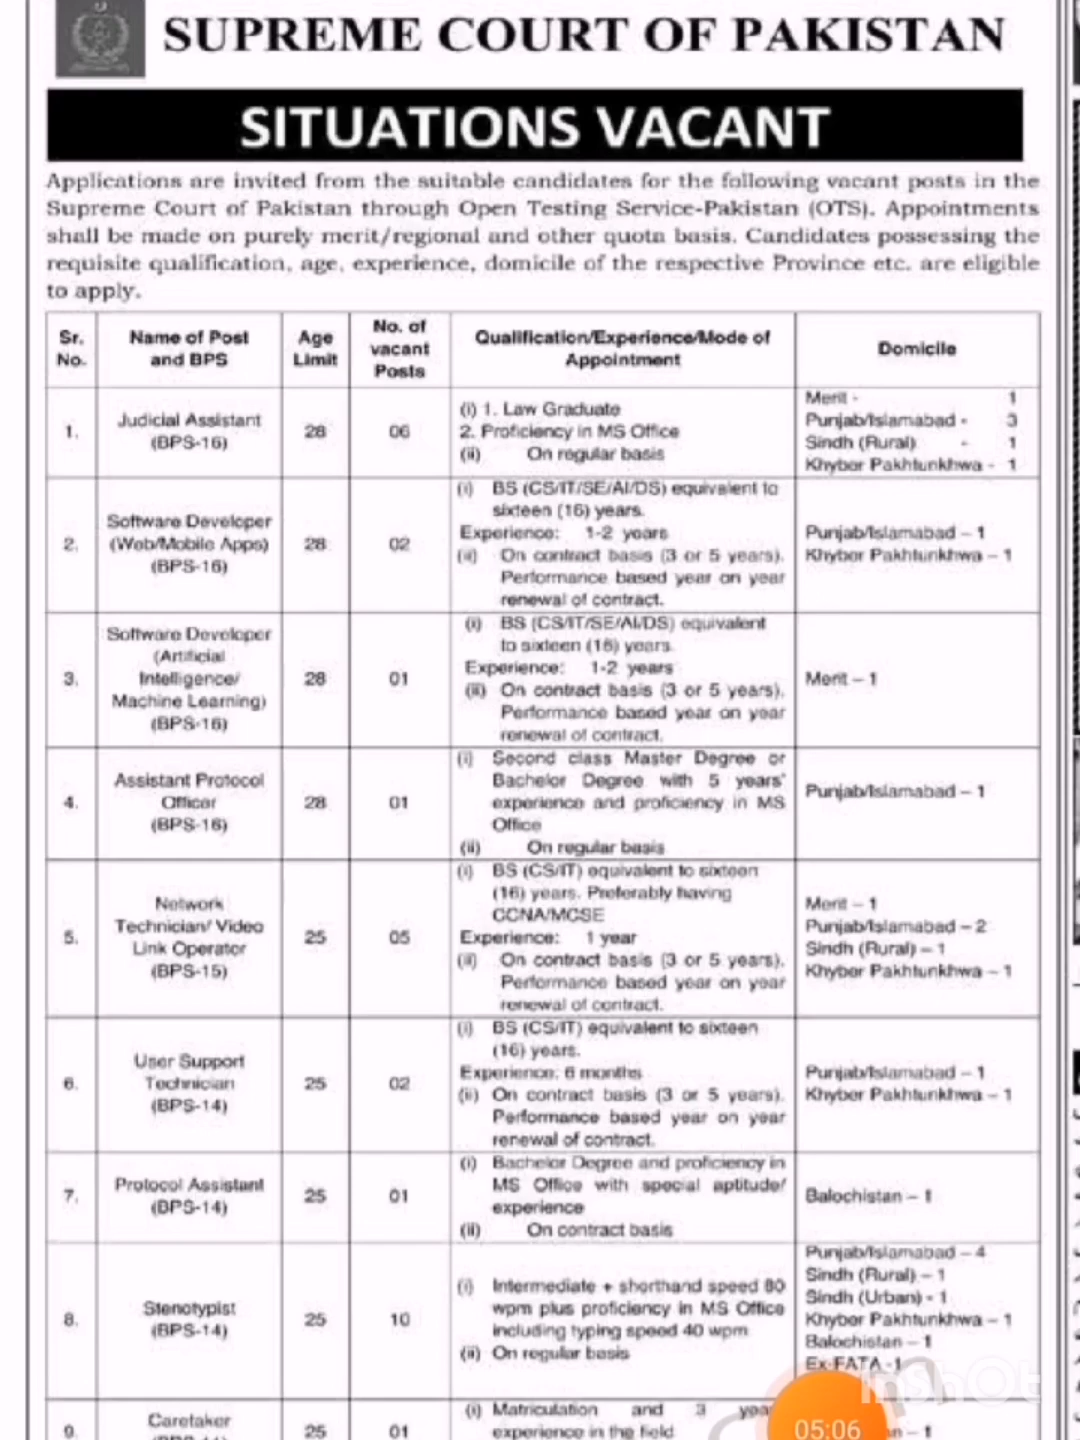 SUPREME COURT OF PAKISTAN
SITUATIONS VACANT
Applications are invited from the suitable candidates for the following vacant posts in the
Supreme Court of Pakistan through Open Testing Service-Pakistan (OTS). Appointments
shall be made on purely merit/regional and other quota basis. Candidates possessing the
requisite qualification, age, experience, domicile of the respective Province etc. are eligible
to apply.
Sr. No.
Name of Post and BPS
Age Limit
No. of vacant Posts
Qualification/Experience/Mode of Appointment
Domicile
1.
Judicial Assistant
(BPS-16)
28
06
(i) 1. Law Graduate
2. Proficiency in MS Office
(ii) On regular basis
Merit - 1
Punjab/Islamabad - 3
Sindh (Rural) - 1
Khyber Pakhtunkhwa - 1
2.
Software Developer
(Web/Mobile Apps)
(BPS-16)
28
02
(i) BS (CS/IT/SE/AI/DS) equivalent to
sixteen (16) years.
Experience: 1-2 years
(ii) On contract basis (3 or 5 years).
Performance based year on year
renewal of contract.
Punjab/Islamabad – 1
Khyber Pakhtunkhwa – 1
3.
Software Developer
(Artificial
Intelligence/
Machine Learning)
(BPS-16)
28
01
(i) BS (CS/IT/SE/AI/DS) equivalent
to sixteen (16) years.
Experience: 1-2 years
(ii) On contract basis (3 or 5 years).
Performance based year on year
renewal of contract.
Merit – 1
4.
Assistant Protocol
Officer
(BPS-16)
28
01
(i) Second class Master Degree or
Bachelor Degree with 5 years'
experience and proficiency in MS
Office
(ii) On regular basis
Punjab/Islamabad – 1
5.
Network
Technician/ Video
Link Operator
(BPS-15)
25
05
(i) BS (CS/IT) equivalent to sixteen
(16) years. Preferably having
CCNA/MCSE
Experience: 1 year
(ii) On contract basis (3 or 5 years).
Performance based year on year
renewal of contract.
Merit – 1
Punjab/Islamabad – 2
Sindh (Rural) – 1
Khyber Pakhtunkhwa – 1
6.
User Support
Technician
(BPS-14)
25
02
(i) BS (CS/IT) equivalent to sixteen
(16) years.
Experience: 6 months
(ii) On contract basis (3 or 5 years).
Performance based year on year
renewal of contract.
Punjab/Islamabad – 1
Khyber Pakhtunkhwa – 1
7.
Protocol Assistant
(BPS-14)
25
01
(i) Bachelor Degree and proficiency in
MS Office with special aptitude/
experience
(ii) On contract basis
Balochistan – 1
8.
Stenotypist
(BPS-14)
25
10
(i) Intermediate + shorthand speed 80
wpm plus proficiency in MS Office
including typing speed 40 wpm
(ii) On regular basis
Punjab/Islamabad – 4
Sindh (Rural) – 1
Sindh (Urban) - 1
Khyber Pakhtunkhwa – 1
Balochistan – 1
Ex-FATA -1
InShOt
9.
Caretaker
25
01
(i) Matriculation and 3
experience in the field
05:06
– 1